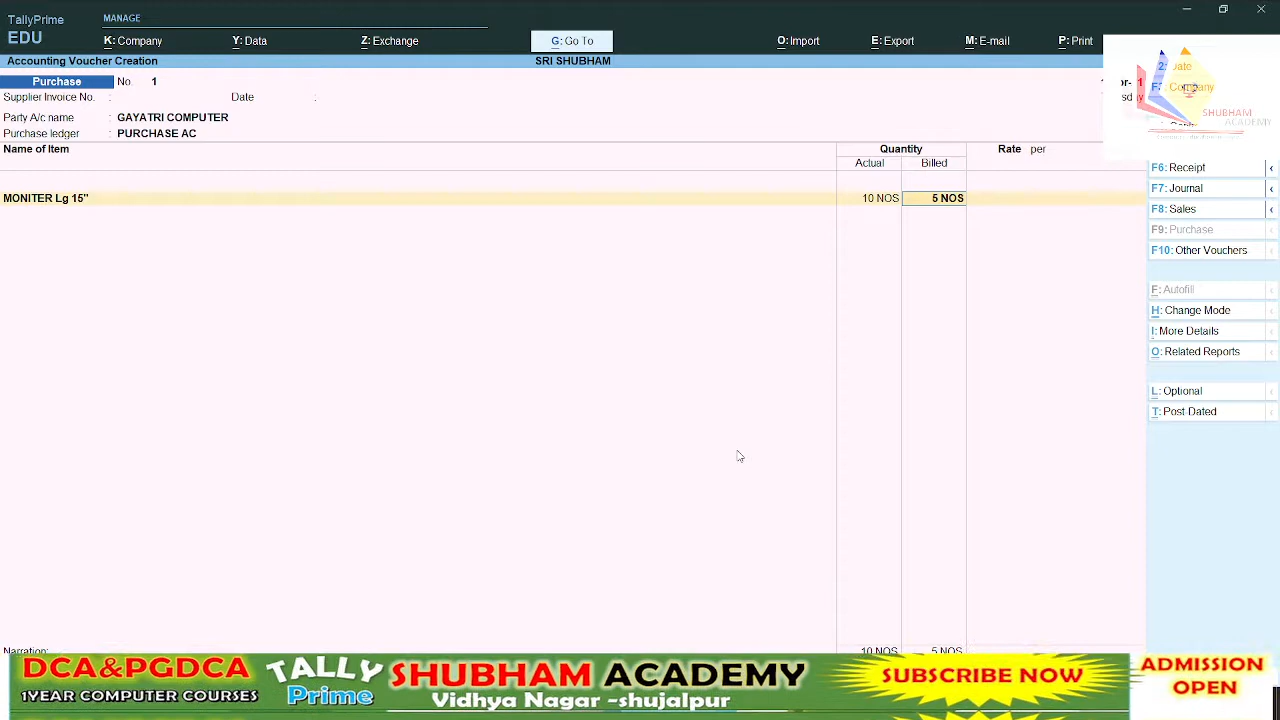 TallyPrime
EDU
MANAGE
K: Company
Y: Data
Z: Exchange
G: Go To
O: Import
E: Export
M: E-mail
P: Print
Accounting Voucher Creation
SRI SHUBHAM
Purchase
No.
1
Supplier Invoice No. :
Date :
Party A/c name : GAYATRI COMPUTER
Purchase ledger : PURCHASE AC
Name of Item
Quantity
Rate per
Actual
Billed
MONITER Lg 15"
10 NOS
5 NOS
Company
SHUBHAM
ACADEMY
F6: Receipt
F7: Journal
F8: Sales
F9: Purchase
F10: Other Vouchers
F: Autofill
H: Change Mode
I: More Details
O: Related Reports
L: Optional
T: Post-Dated
Narration:
10 NOS
5 NOS
DCA&PGDCA
1YEAR COMPUTER COURSES
TALLY
Prime
SHUBHAM ACADEMY
Vidhya Nagar -shujalpur
SUBSCRIBE NOW
ADMISSION
OPEN